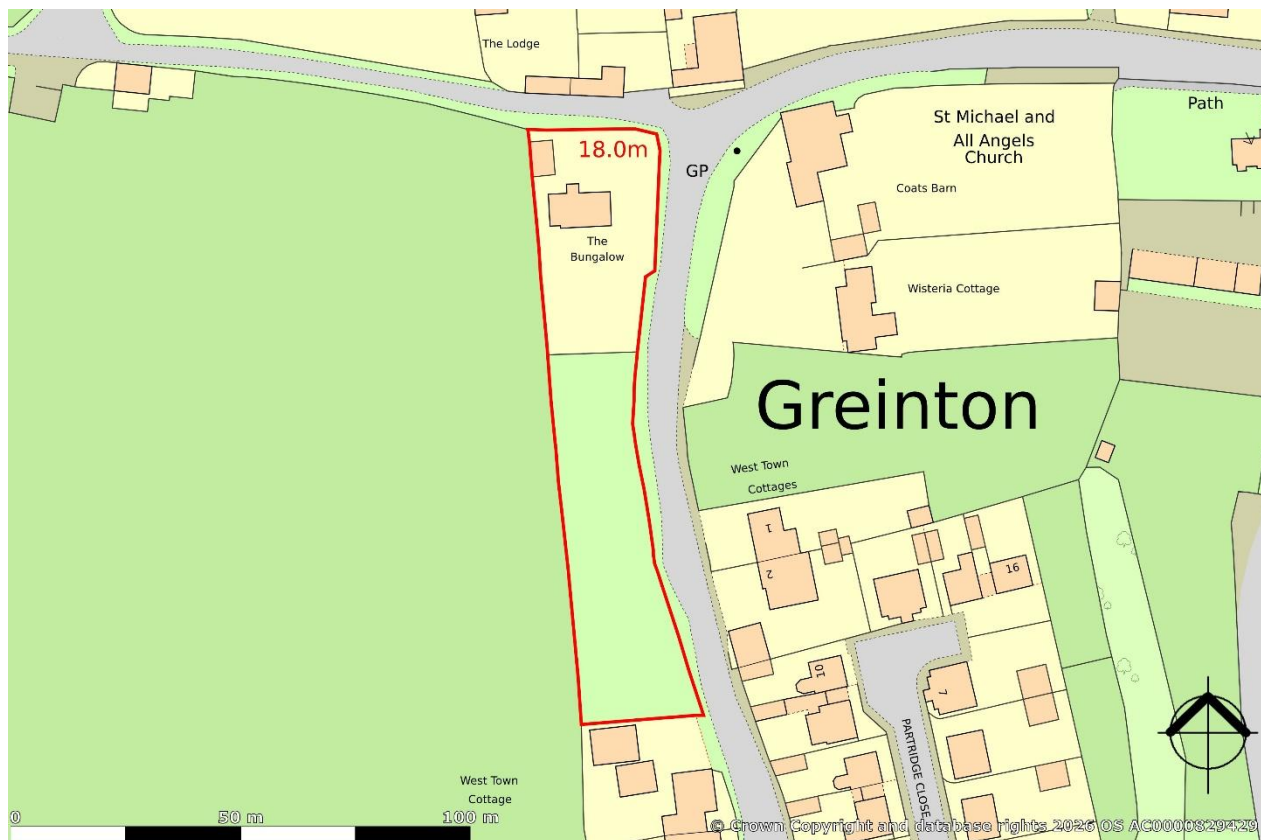 The Lodge
Path
St Michael and
All Angels
Church
18.0m
GP
Coats Barn
The
Bungalow
Wisteria Cottage
Greinton
West Town
Cottages
1
2
16
10
7
PARTRIDGE CLOSE
West Town
Cottage
0 50 m 100 m
© Crown Copyright and database rights 2026 OS AC0000829429